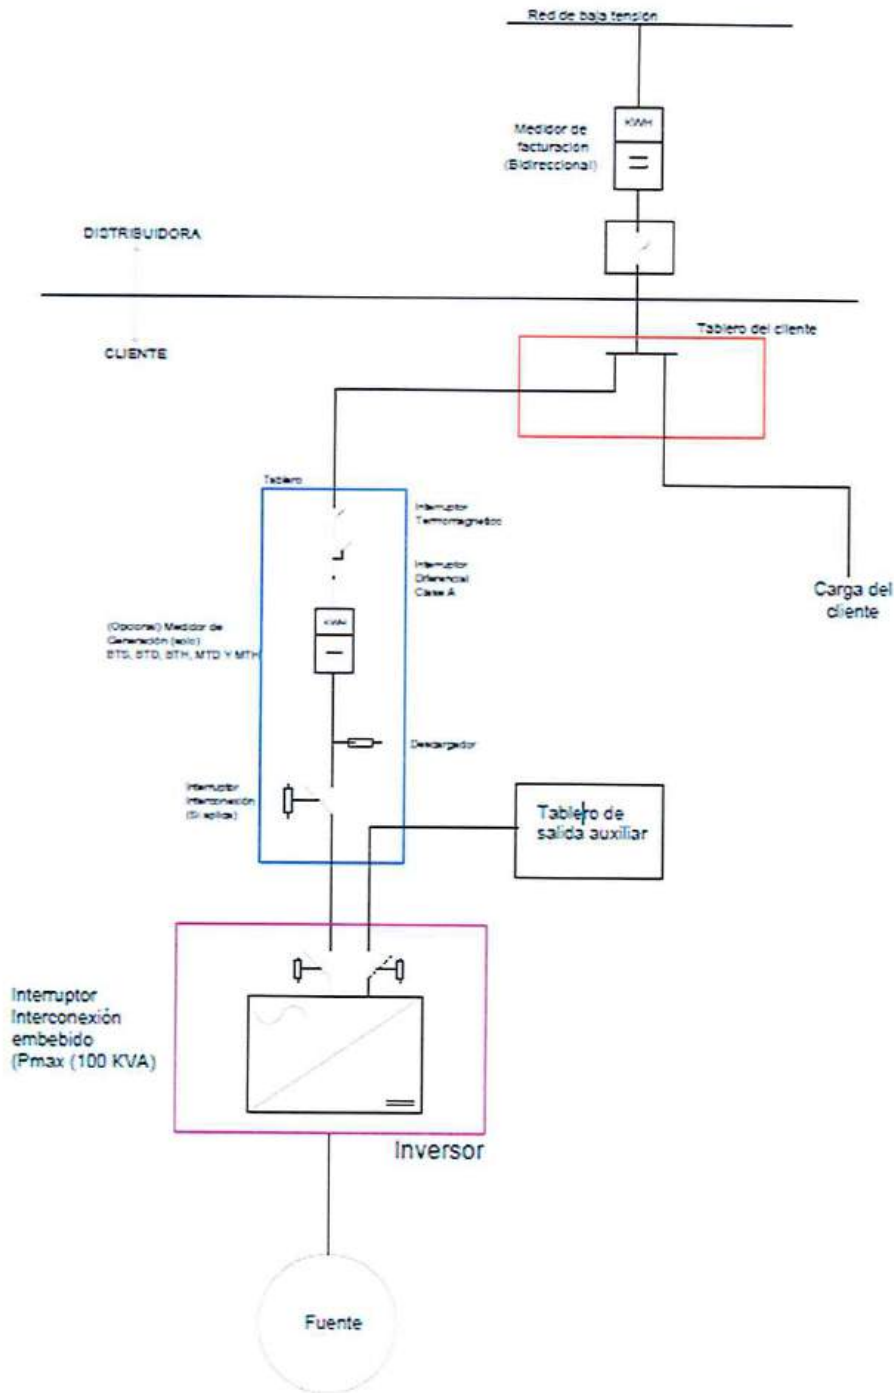 Red de baja tensión
KWH
Medidor de
facturación
(Bidireccional)
DISTRIBUIDORA
CLIENTE
Tablero del cliente
Tablero
Interruptor
Termomagnetico
Interruptor
Diferencial
Clase A
Carga del
cliente
(Opcional) Medidor de
Generación (solo)
BTS, BTD, BTH, MTD Y MTH
KWH
Descargador
Interruptor
Interconexión
(Si aplica)
Tablero de
salida auxiliar
Interruptor
Interconexión
embebido
(Pmax (100 KVA)
Inversor
Fuente